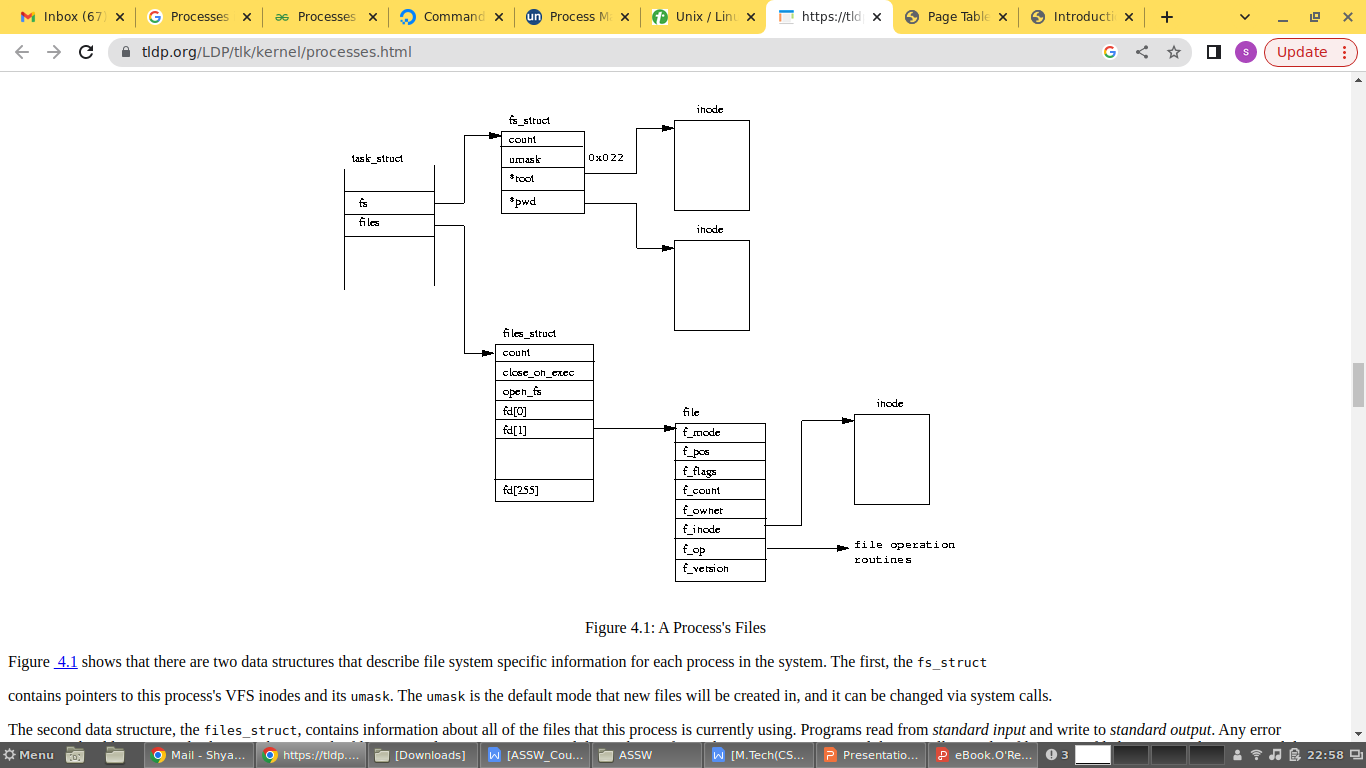 Inbox (67)
Processes
Processes
Command
Process Ma
Unix / Linu
https://tldp
Page Table
Introducti
tldp.org/LDP/tlk/kernel/processes.html
s
Update
inode
fs_struct
count
task_struct
umask
0x022
*root
fs
*pwd
files
inode
files_struct
count
close_on_exec
open_fs
fd[0]
fd[1]
fd[255]
file
f_mode
f_pos
f_flags
f_count
f_owner
f_inode
f_op
f_version
inode
file operation
routines
Figure 4.1: A Process's Files
Figure 4.1 shows that there are two data structures that describe file system specific information for each process in the system. The first, the fs_struct
contains pointers to this process's VFS inodes and its umask. The umask is the default mode that new files will be created in, and it can be changed via system calls.
The second data structure, the files_struct, contains information about all of the files that this process is currently using. Programs read from standard input and write to standard output. Any error
Menu
Mail - Shya...
https://tldp....
[Downloads]
[ASSW_Cou...
ASSW
[M.Tech(CS...
Presentatio...
eBook.O'Re...
3
22:58